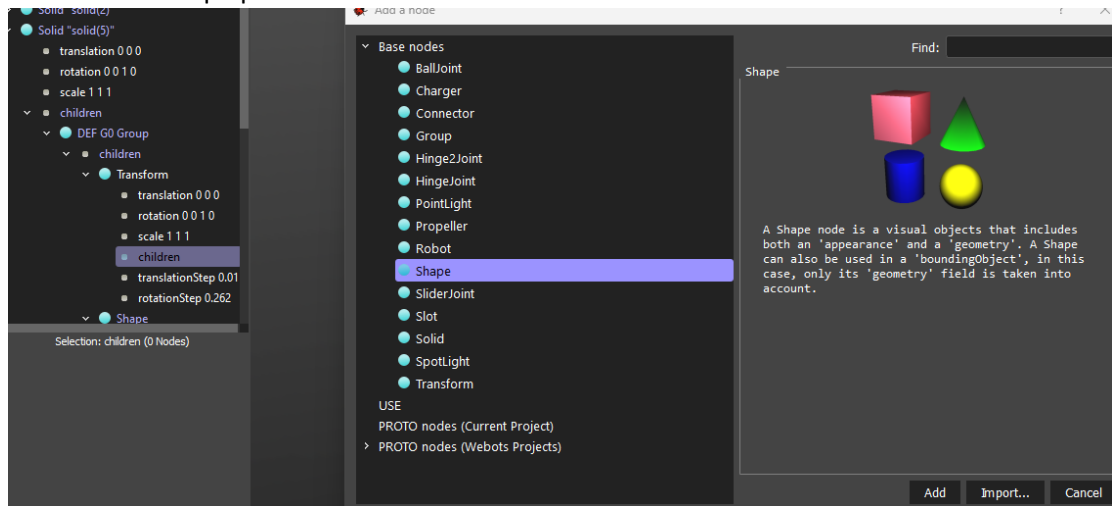 Solid "solid(2)"
Solid "solid(5)"
translation 0 0 0
rotation 0 0 1 0
scale 1 1 1
children
DEF G0 Group
children
Transform
translation 0 0 0
rotation 0 0 1 0
scale 1 1 1
children
translationStep 0.01
rotationStep 0.262
Shape
Selection: children (0 Nodes)
Add a node
?
Base nodes
BallJoint
Charger
Connector
Group
Hinge2Joint
HingeJoint
PointLight
Propeller
Robot
Shape
SliderJoint
Slot
Solid
SpotLight
Transform
USE
PROTO nodes (Current Project)
PROTO nodes (Webots Projects)
Find:
Shape
A Shape node is a visual objects that includes
both an 'appearance' and a 'geometry'. A Shape
can also be used in a 'boundingObject', in this
case, only its 'geometry' field is taken into
account.
Add Import... Cancel